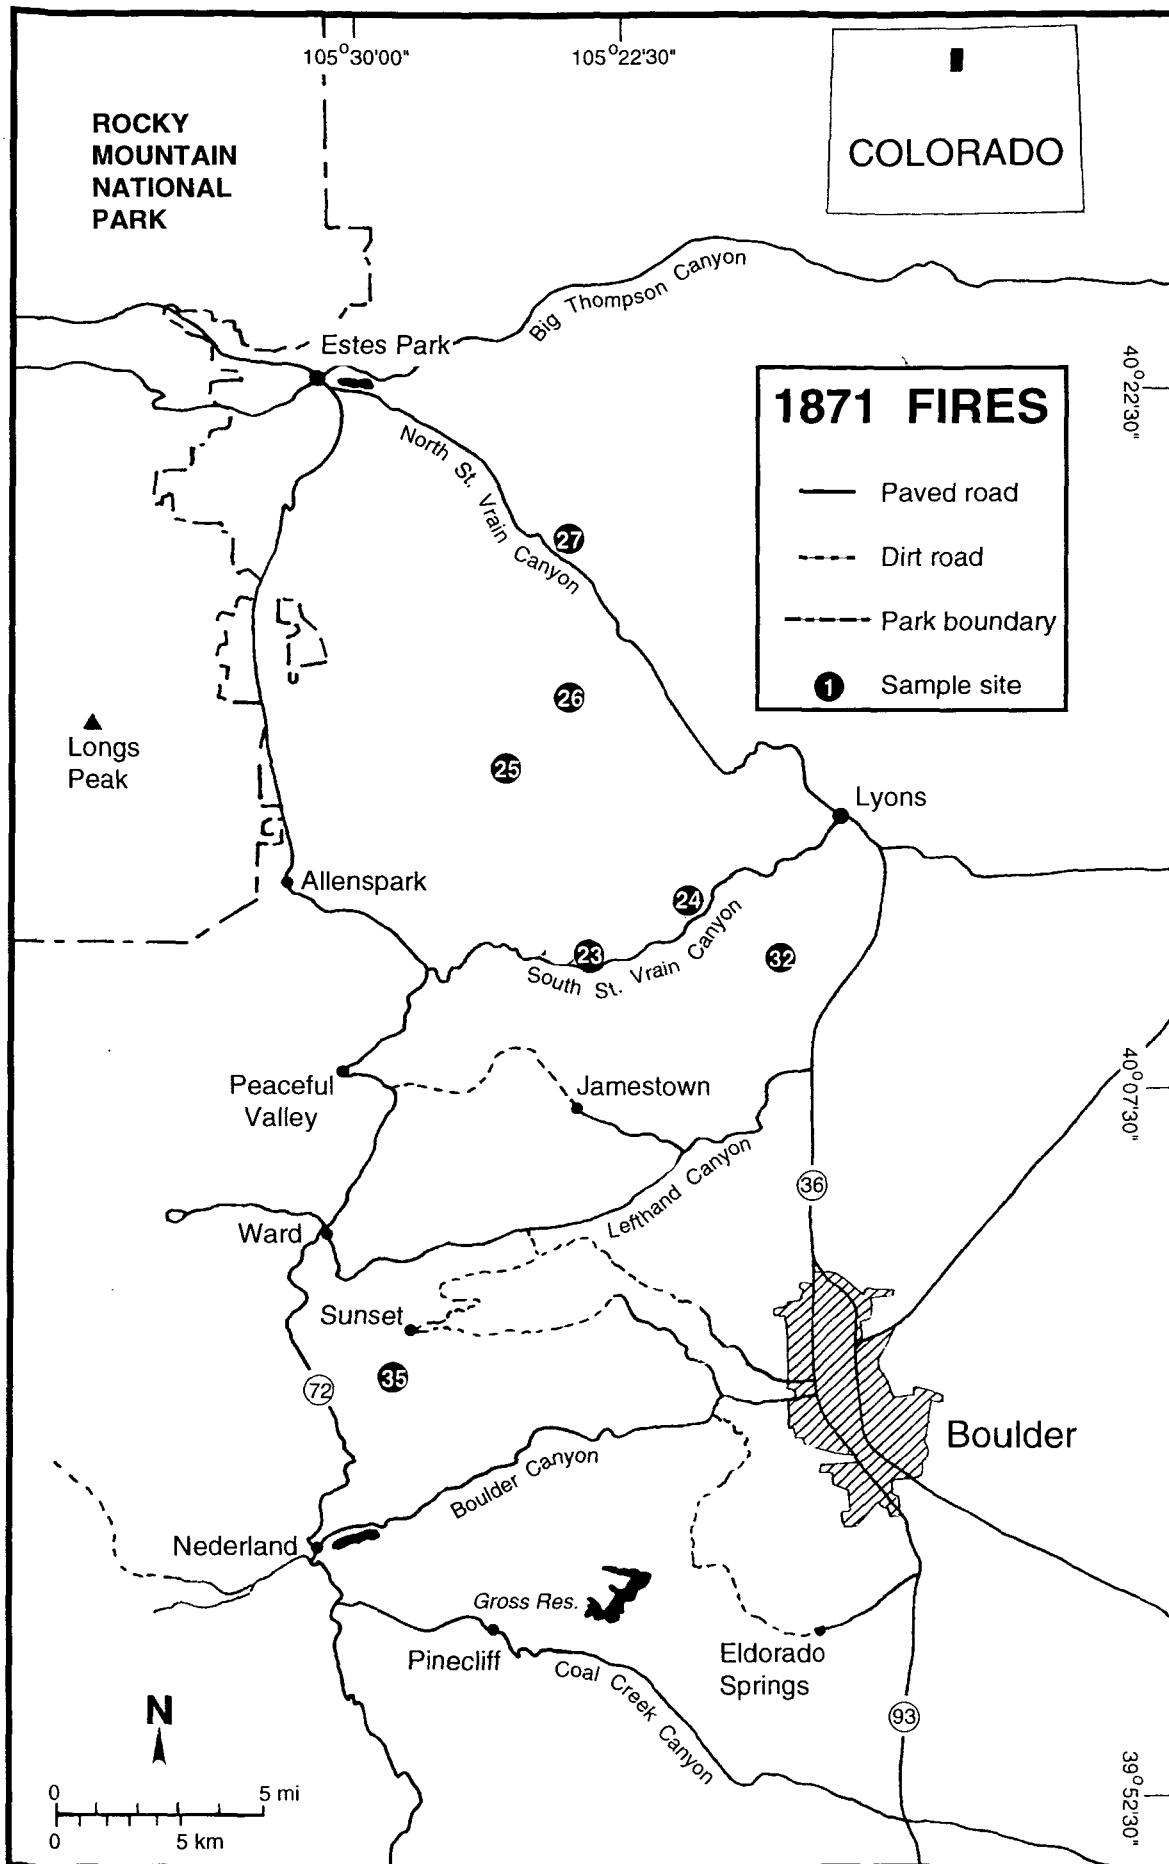 105°30'00"
105°22'30"
ROCKY
MOUNTAIN
NATIONAL
PARK
COLORADO
Big Thompson Canyon
Estes Park
40°22'30"
1871 FIRES
Paved road
Dirt road
Park boundary
1 Sample site
North St. Vrain Canyon
27
26
25
Longs
Peak
Lyons
Allenspark
24
23
32
South St. Vrain Canyon
Peaceful
Valley
Jamestown
40°07'30"
Lefthand Canyon
36
Ward
Sunset
35
72
Boulder
Boulder Canyon
Nederland
Gross Res.
Pinecliff
Eldorado
Springs
Coal Creek Canyon
93
N
0 5 mi
0 5 km
39°52'30"